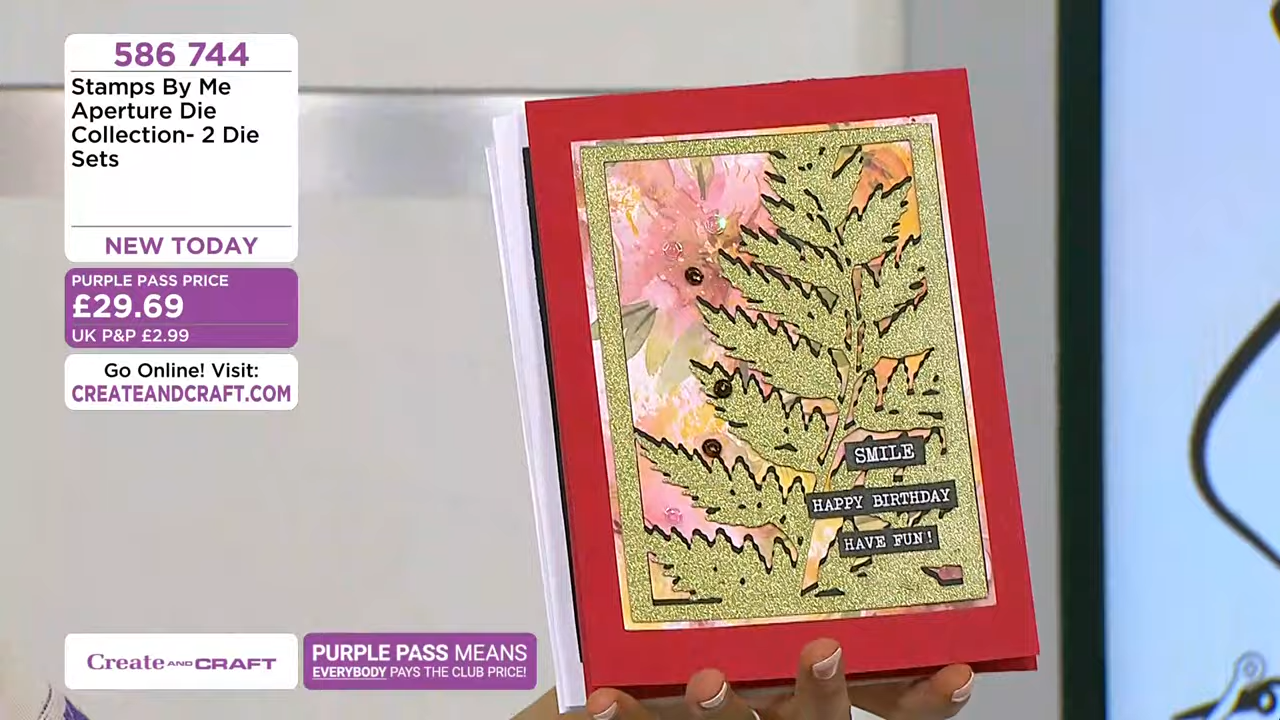 586 744
Stamps By Me
Aperture Die
Collection- 2 Die
Sets
NEW TODAY
PURPLE PASS PRICE
£29.69
UK P&P £2.99
Go Online! Visit:
CREATEANDCRAFT.COM
SMILE
HAPPY BIRTHDAY
HAVE FUN!
Create AND CRAFT
PURPLE PASS MEANS
EVERYBODY PAYS THE CLUB PRICE!